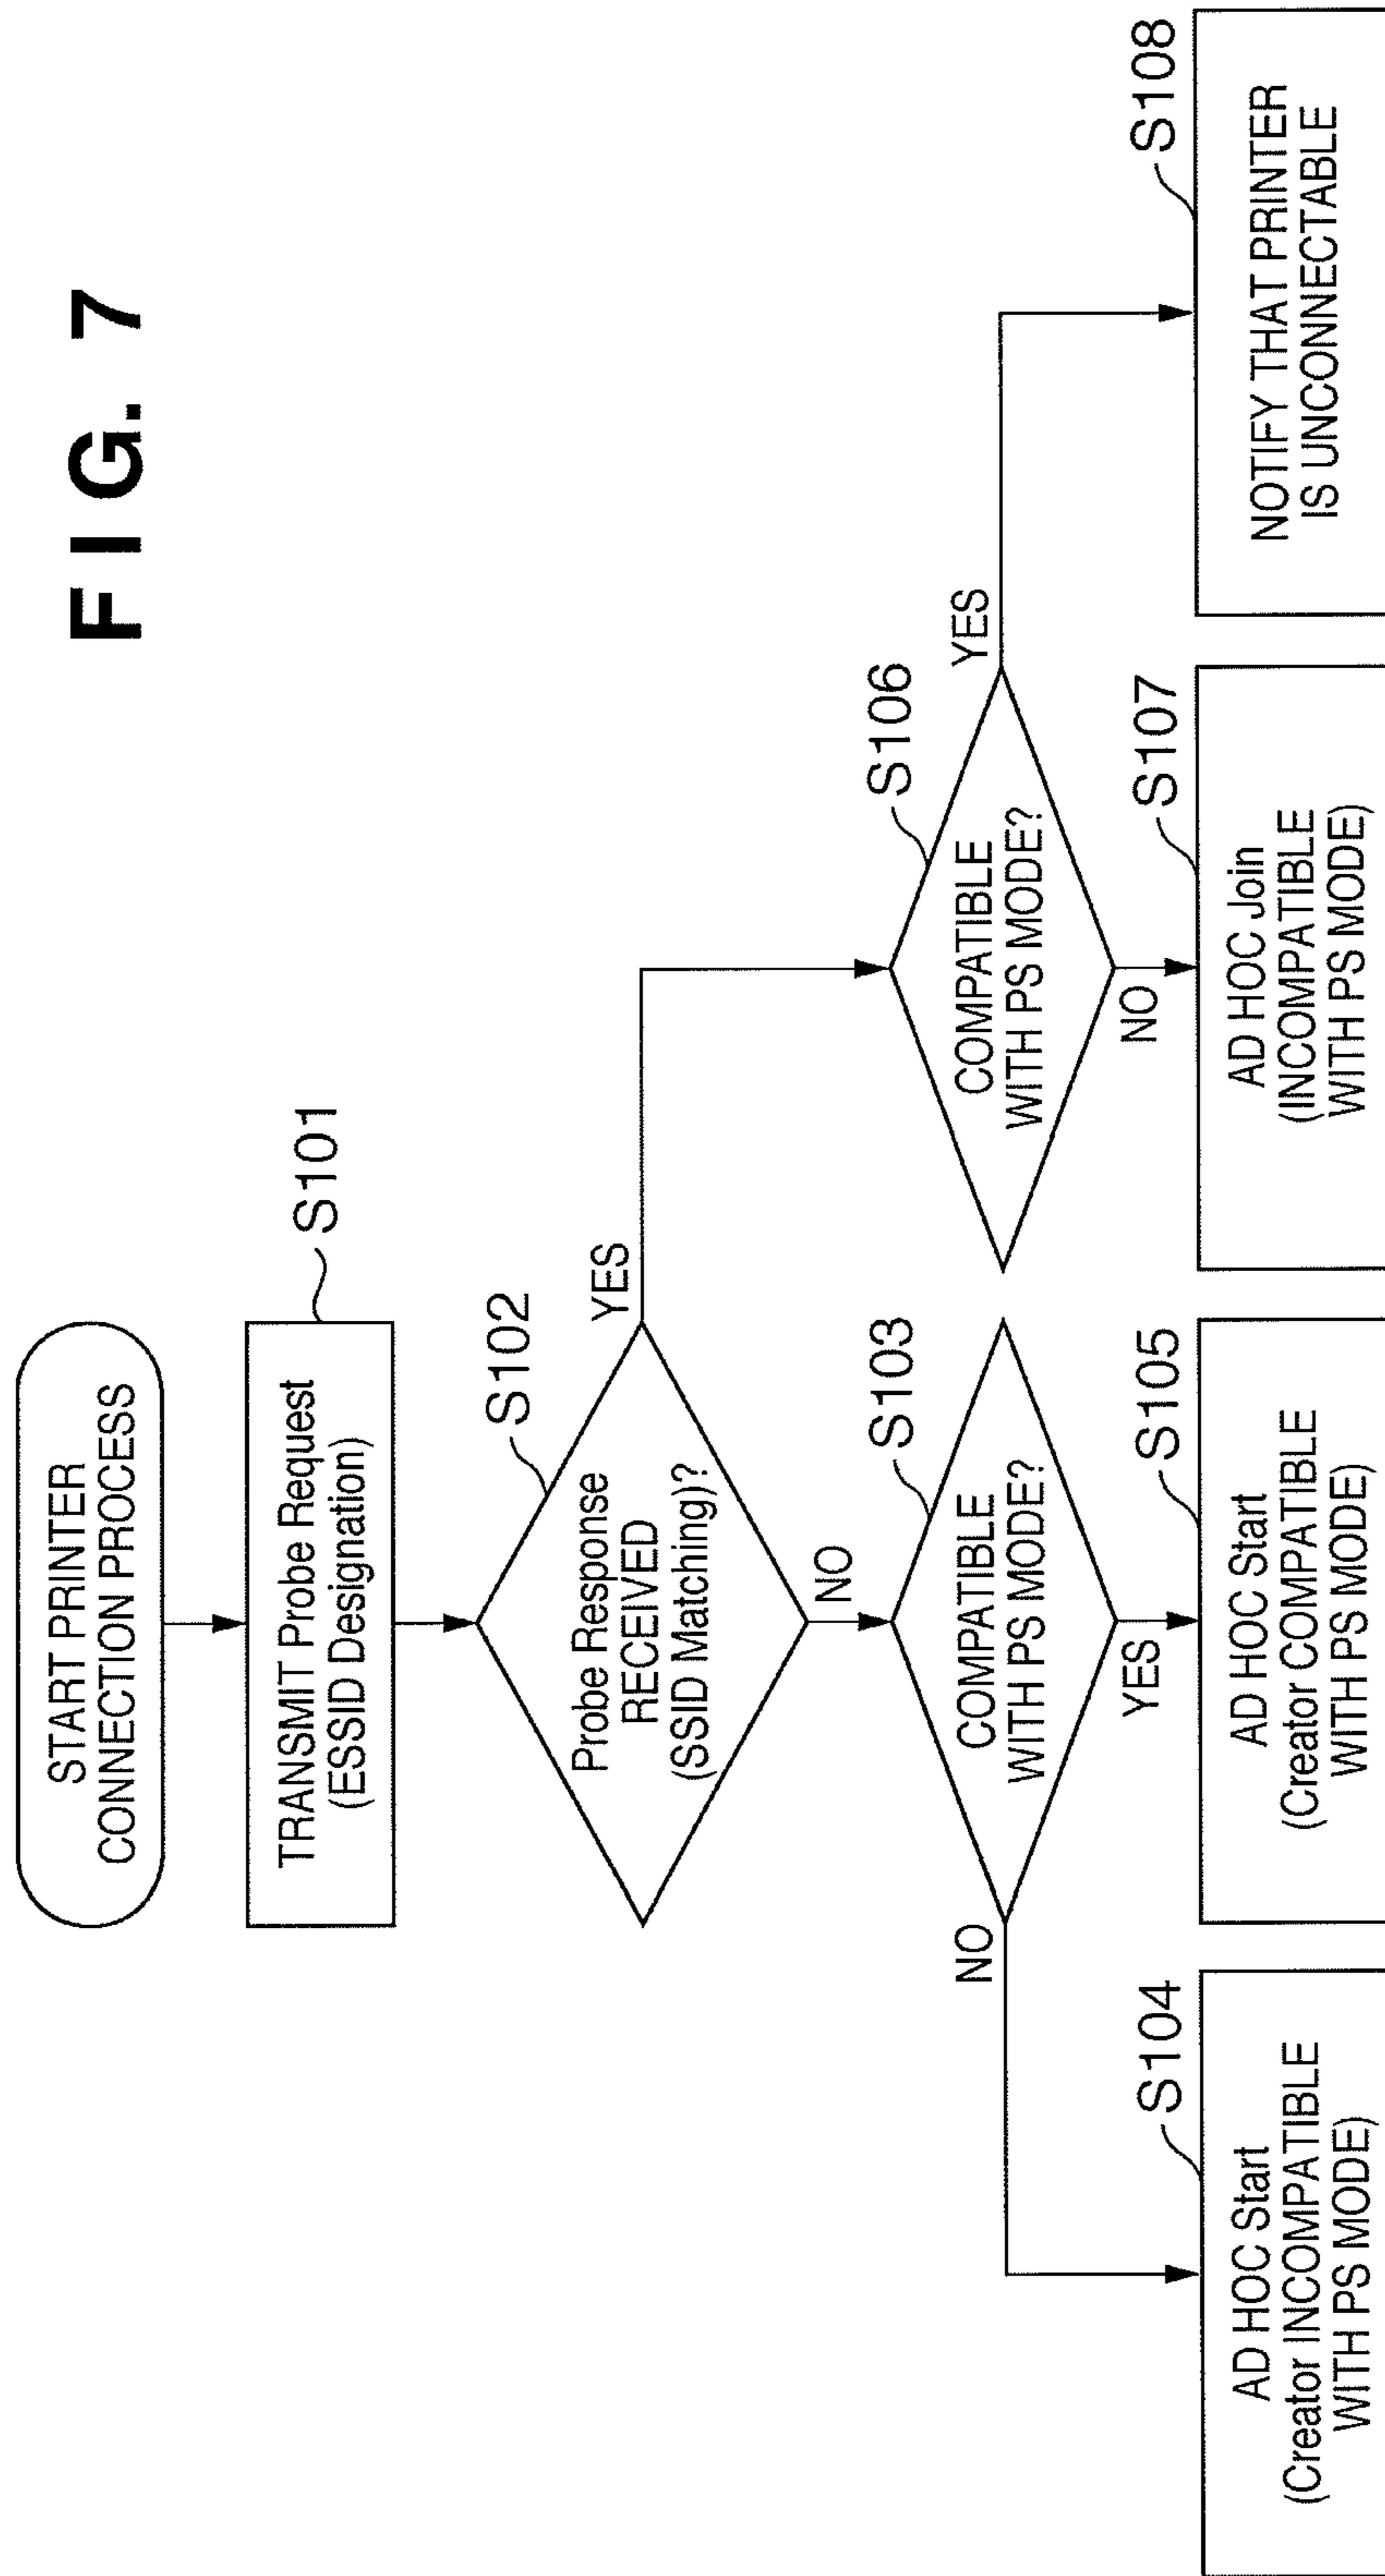 FIG. 7
START PRINTER
CONNECTION PROCESS
S101
TRANSMIT Probe Request
(ESSID Designation)
S102
Probe Response
RECEIVED
(SSID Matching)?
YES
NO
S103
COMPATIBLE
WITH PS MODE?
NO
YES
S106
COMPATIBLE
WITH PS MODE?
YES
NO
S104
AD HOC Start
(Creator INCOMPATIBLE
WITH PS MODE)
S105
AD HOC Start
(Creator COMPATIBLE
WITH PS MODE)
S107
AD HOC Join
(INCOMPATIBLE
WITH PS MODE)
S108
NOTIFY THAT PRINTER
IS UNCONNECTABLE